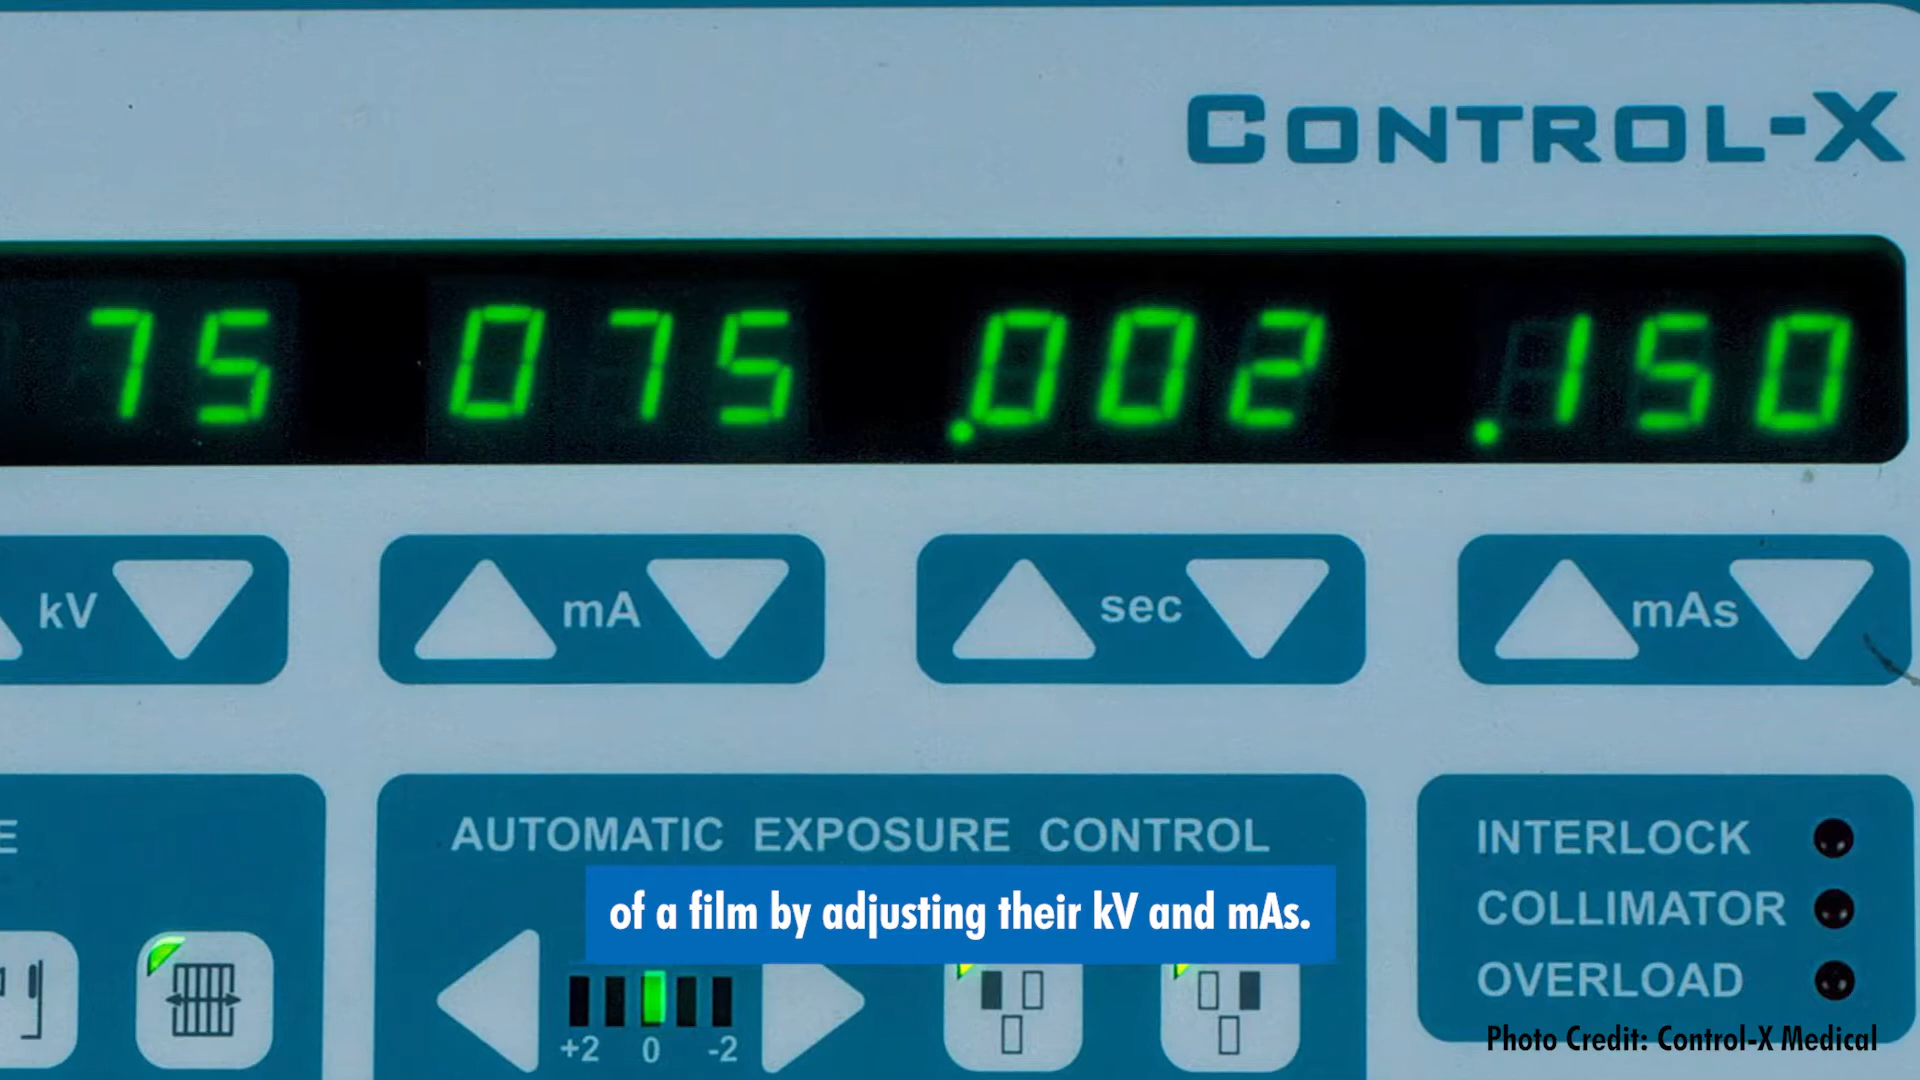 CONTROL-X
75 075 .002 .150
kV mA sec mAs
E
AUTOMATIC EXPOSURE CONTROL
of a film by adjusting their kV and mAs.
+2 0 -2
INTERLOCK
COLLIMATOR
OVERLOAD
Photo Credit: Control-X Medical